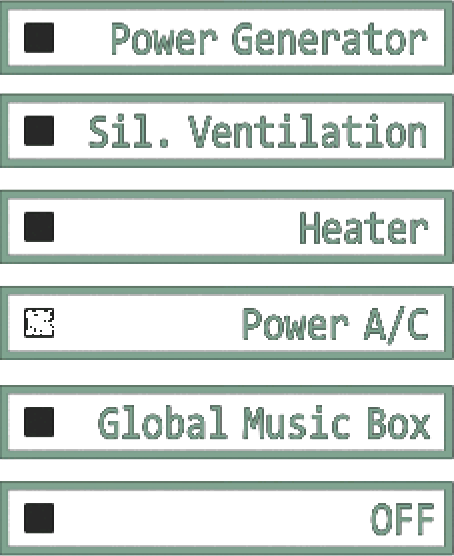 Power Generator
Sil. Ventilation
Heater
Power A/C
Global Music Box
OFF